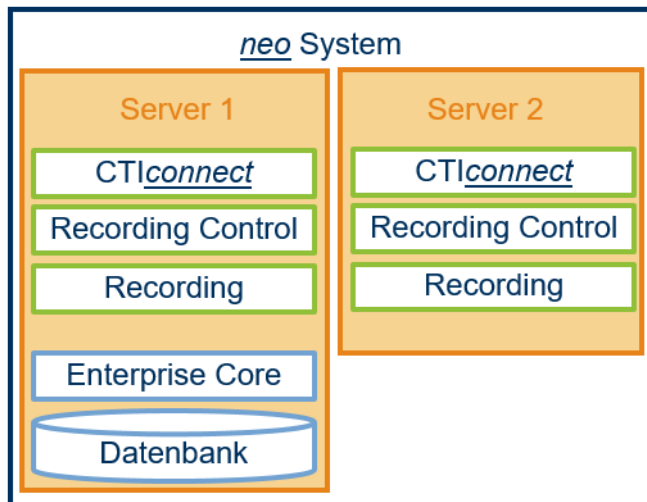 neo System
Server 1
CTIconnect
Recording Control
Recording
Enterprise Core
Datenbank
Server 2
CTIconnect
Recording Control
Recording